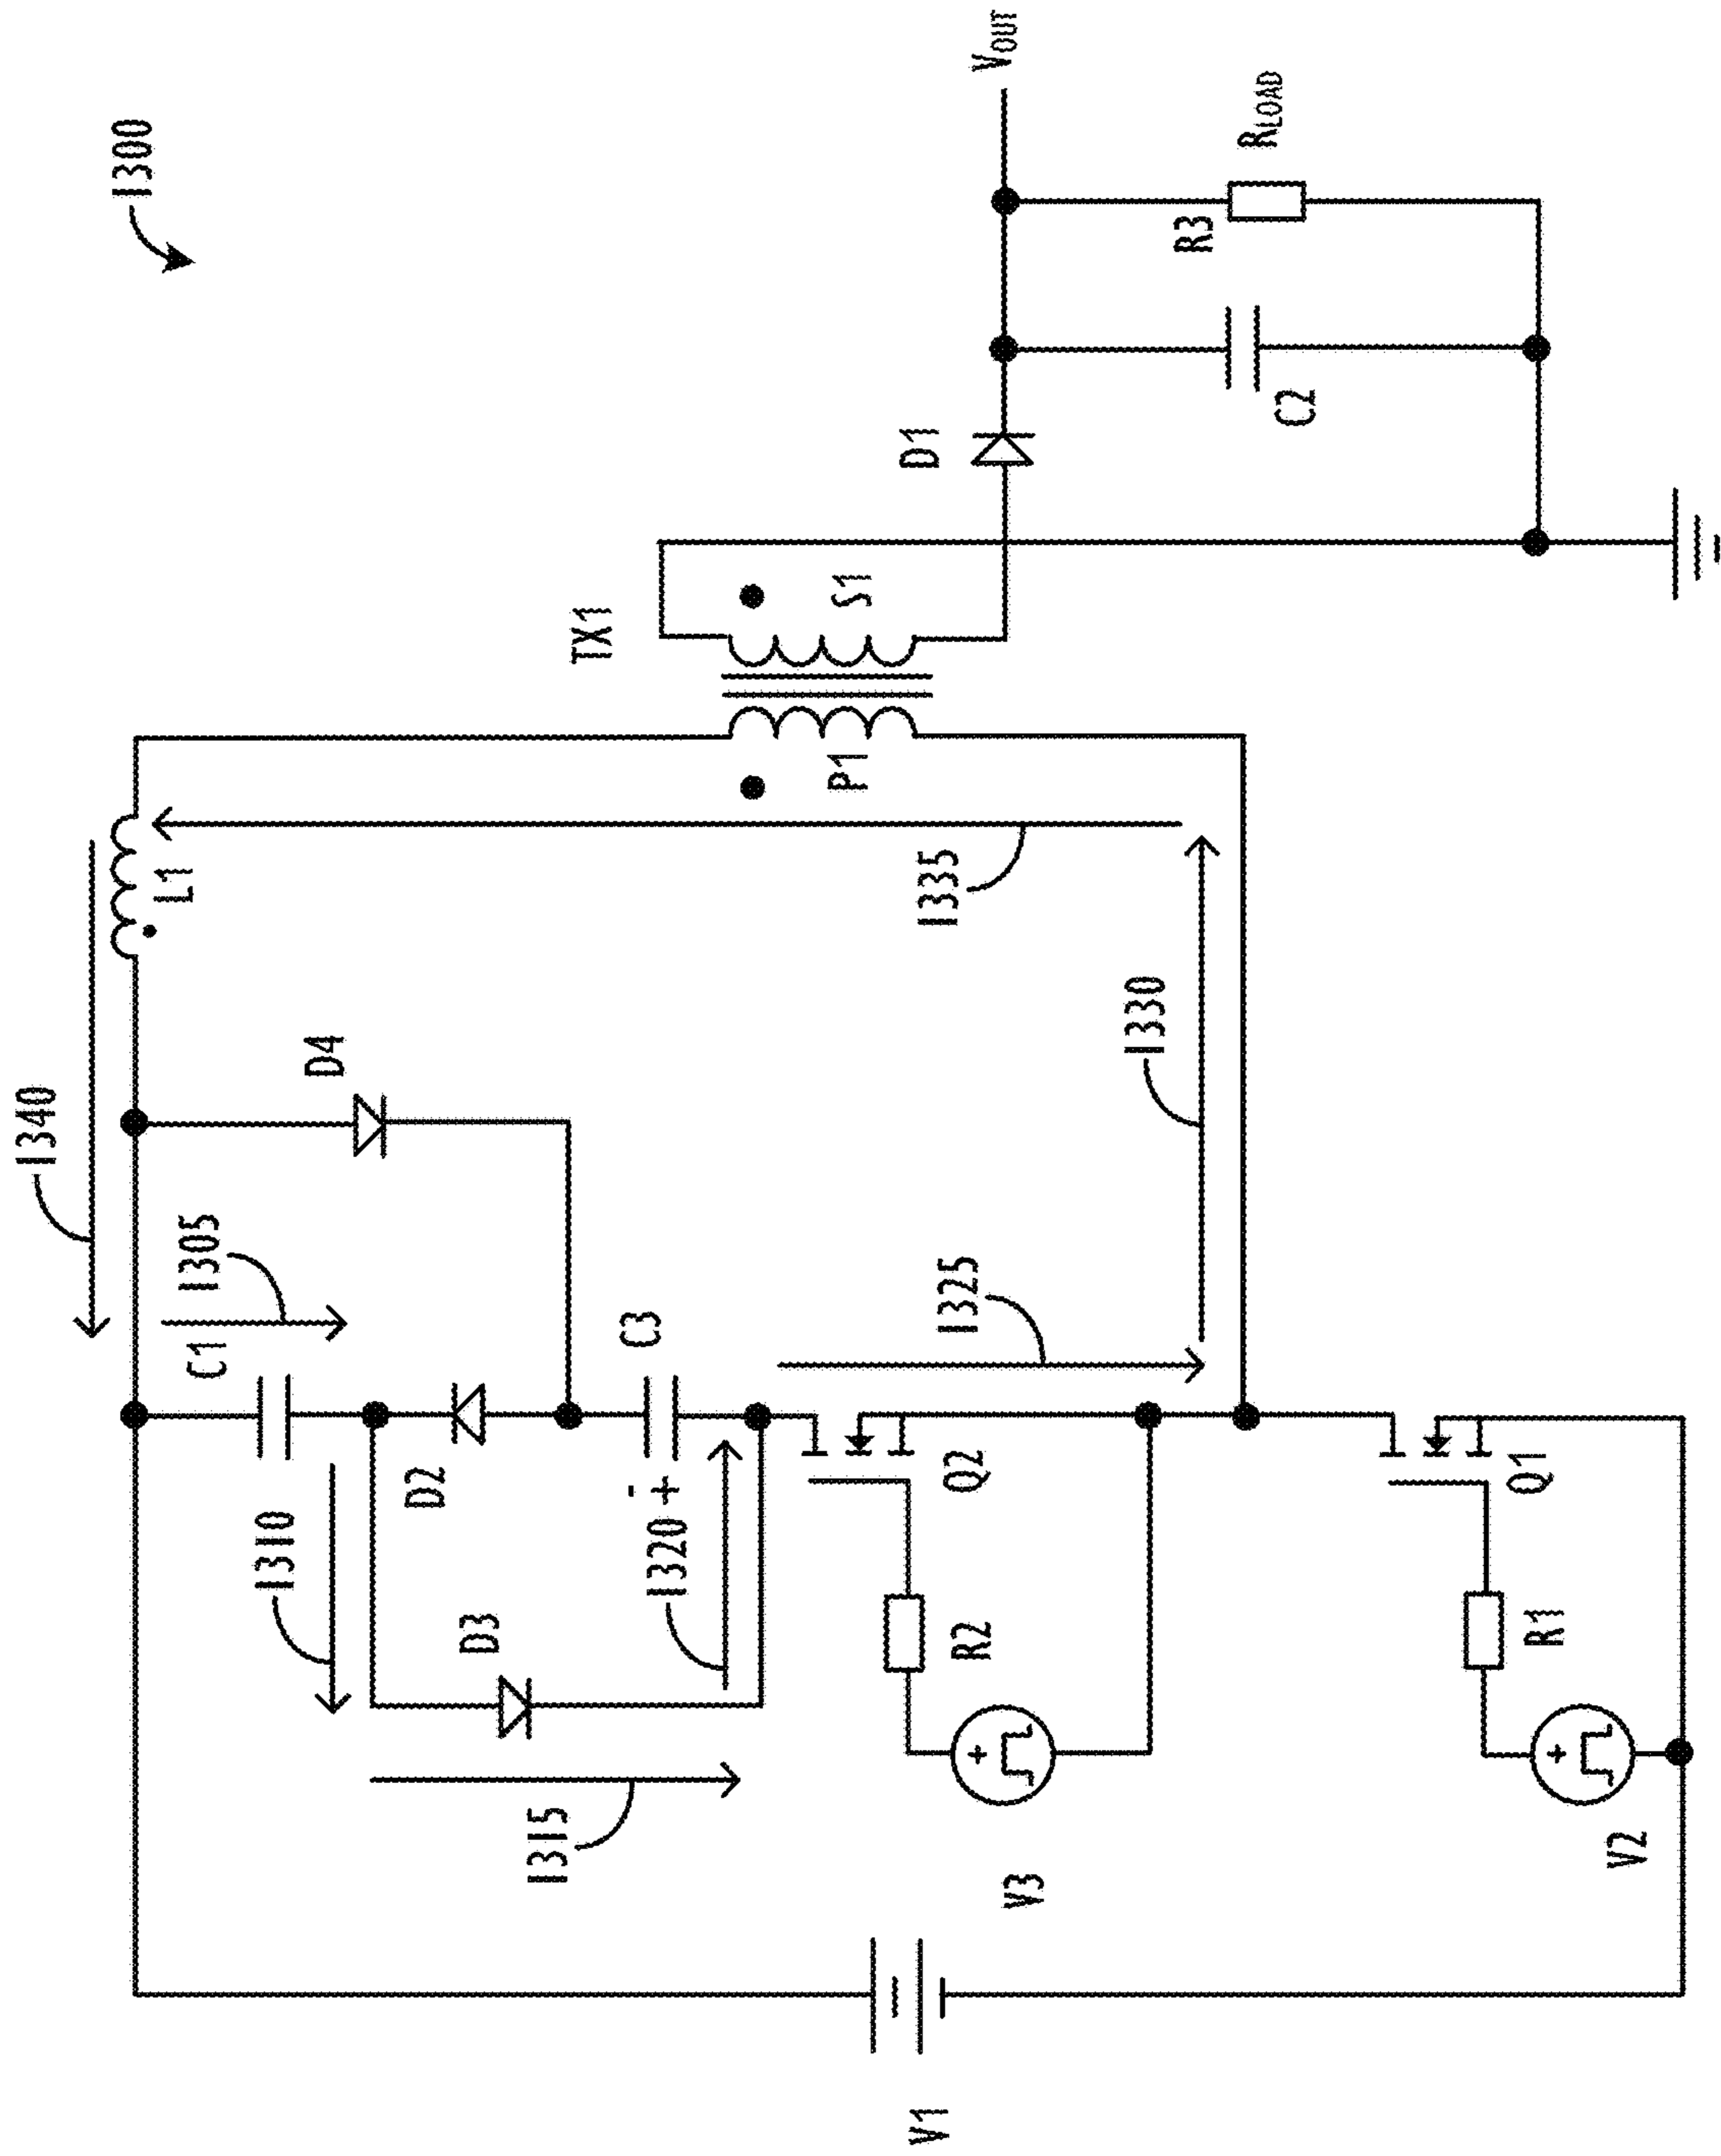 1300
1340
L1
TX1
D4
1305
C1
1310
D2
D3
C3
-
1320 +
1315
P1
S1
D1
VOUT
RLOAD
R3
C2
1335
1330
1325
Q2
R2
+
V3
Q1
R1
+
V2
V1